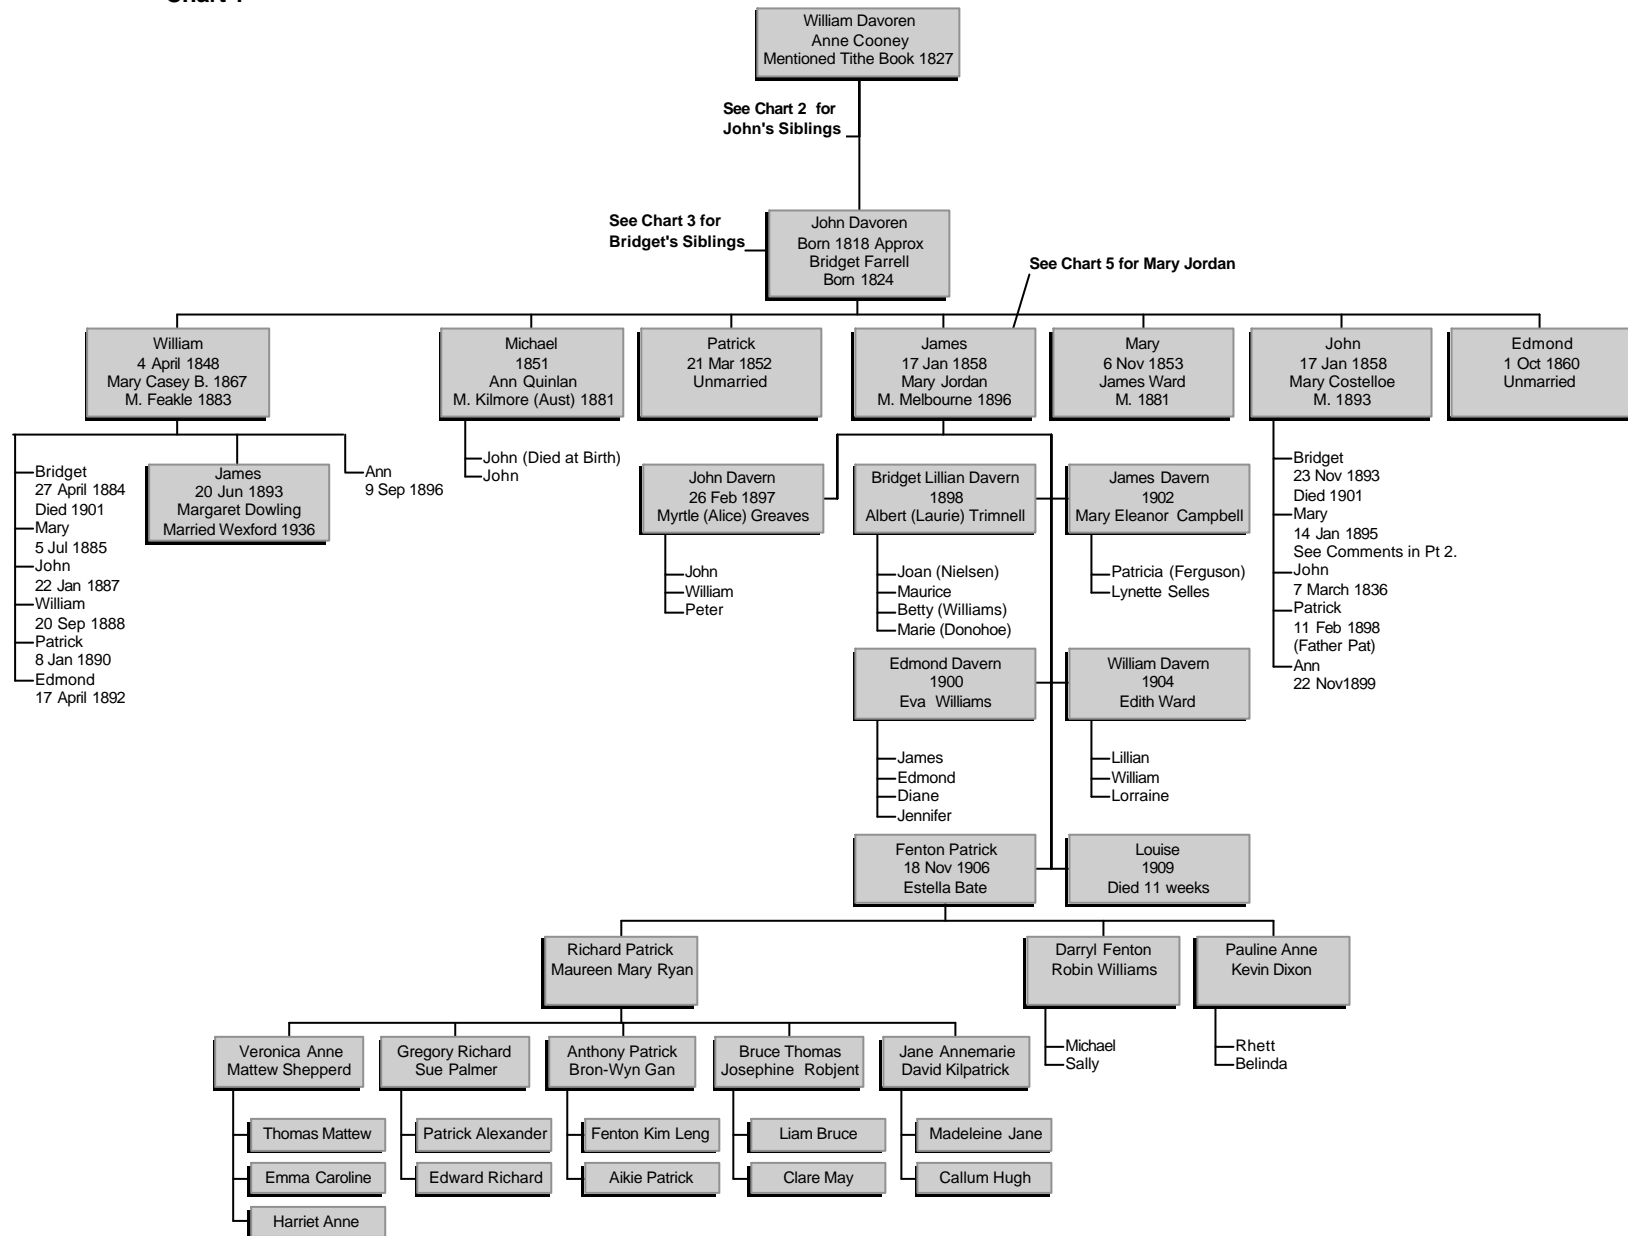 William Davoren
Anne Cooney
Mentioned Tithe Book 1827
See Chart 2 for
John's Siblings
See Chart 3 for
Bridget's Siblings
John Davoren
Born 1818 Approx
Bridget Farrell
Born 1824
See Chart 5 for Mary Jordan
William
4 April 1848
Mary Casey B. 1867
M. Feakle 1883
Michael
1851
Ann Quinlan
M. Kilmore (Aust) 1881
Patrick
21 Mar 1852
Unmarried
James
17 Jan 1858
Mary Jordan
M. Melbourne 1896
Mary
6 Nov 1853
James Ward
M. 1881
John
17 Jan 1858
Mary Costelloe
M. 1893
Edmond
1 Oct 1860
Unmarried
Bridget
27 April 1884
Died 1901
Mary
5 Jul 1885
John
22 Jan 1887
William
20 Sep 1888
Patrick
8 Jan 1890
Edmond
17 April 1892
James
20 Jun 1893
Margaret Dowling
Married Wexford 1936
Ann
9 Sep 1896
John (Died at Birth)
John
John Davern
26 Feb 1897
Myrtle (Alice) Greaves
John
William
Peter
Bridget Lillian Davern
1898
Albert (Laurie) Trimnell
Joan (Nielsen)
Maurice
Betty (Williams)
Marie (Donohoe)
James Davern
1902
Mary Eleanor Campbell
Patricia (Ferguson)
Lynette Selles
Bridget
23 Nov 1893
Died 1901
Mary
14 Jan 1895
See Comments in Pt 2.
John
7 March 1836
Patrick
11 Feb 1898
(Father Pat)
Ann
22 Nov1899
Edmond Davern
1900
Eva Williams
James
Edmond
Diane
Jennifer
William Davern
1904
Edith Ward
Lillian
William
Lorraine
Fenton Patrick
18 Nov 1906
Estella Bate
Louise
1909
Died 11 weeks
Richard Patrick
Maureen Mary Ryan
Darryl Fenton
Robin Williams
Pauline Anne
Kevin Dixon
Michael
Sally
Rhett
Belinda
Veronica Anne
Mattew Shepperd
Gregory Richard
Sue Palmer
Anthony Patrick
Bron-Wyn Gan
Bruce Thomas
Josephine Robjent
Jane Annemarie
David Kilpatrick
Thomas Mattew
Emma Caroline
Harriet Anne
Patrick Alexander
Edward Richard
Fenton Kim Leng
Aikie Patrick
Liam Bruce
Clare May
Madeleine Jane
Callum Hugh